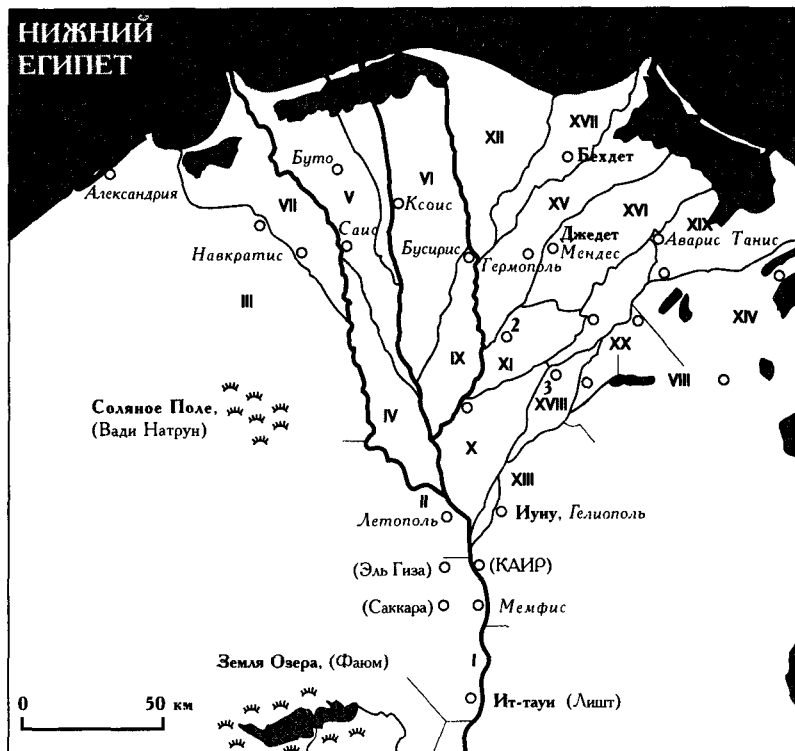 НИЖНИЙ
ЕГИПЕТ
XVII
XII
Бехдет
Буто
VI
V
XV
Александрия
VII
Ксоис
XVI
XIX
Саис
Джедет
Аварис Танис
Навкратис
Бусирис
Термополь
Мендес
III
XIV
2
IX
XI
XX
3
VIII
Соляное Поле,
(Вади Натрун)
IV
XVIII
X
XIII
II
Летополь
Иуну, Гелиополь
(Эль Гиза)
(КАИР)
(Саккара)
Мемфис
Земля Озера, (Фаюм)
I
0 50 км
Ит-тауи (Лишт)